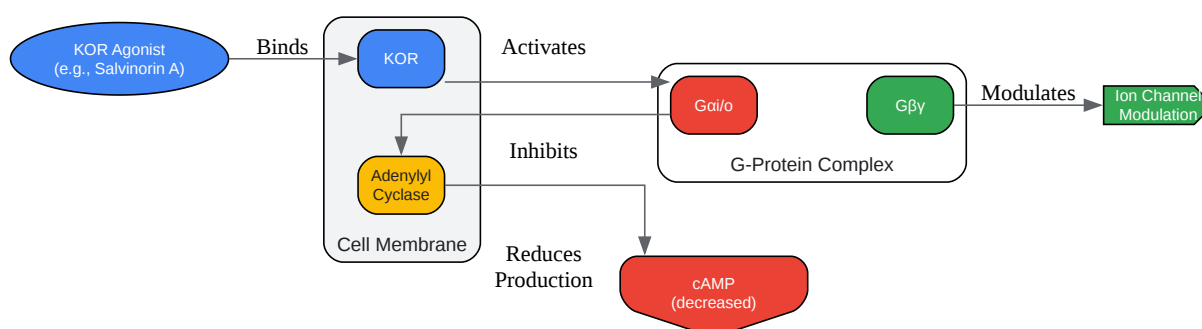 KOR Agonist
(e.g., Salvinorin A)
Binds
KOR
Activates
Gαi/o
Gβγ
Modulates
Ion Channel
Modulation
G-Protein Complex
Inhibits
Adenylyl
Cyclase
Cell Membrane
Reduces
Production
cAMP
(decreased)